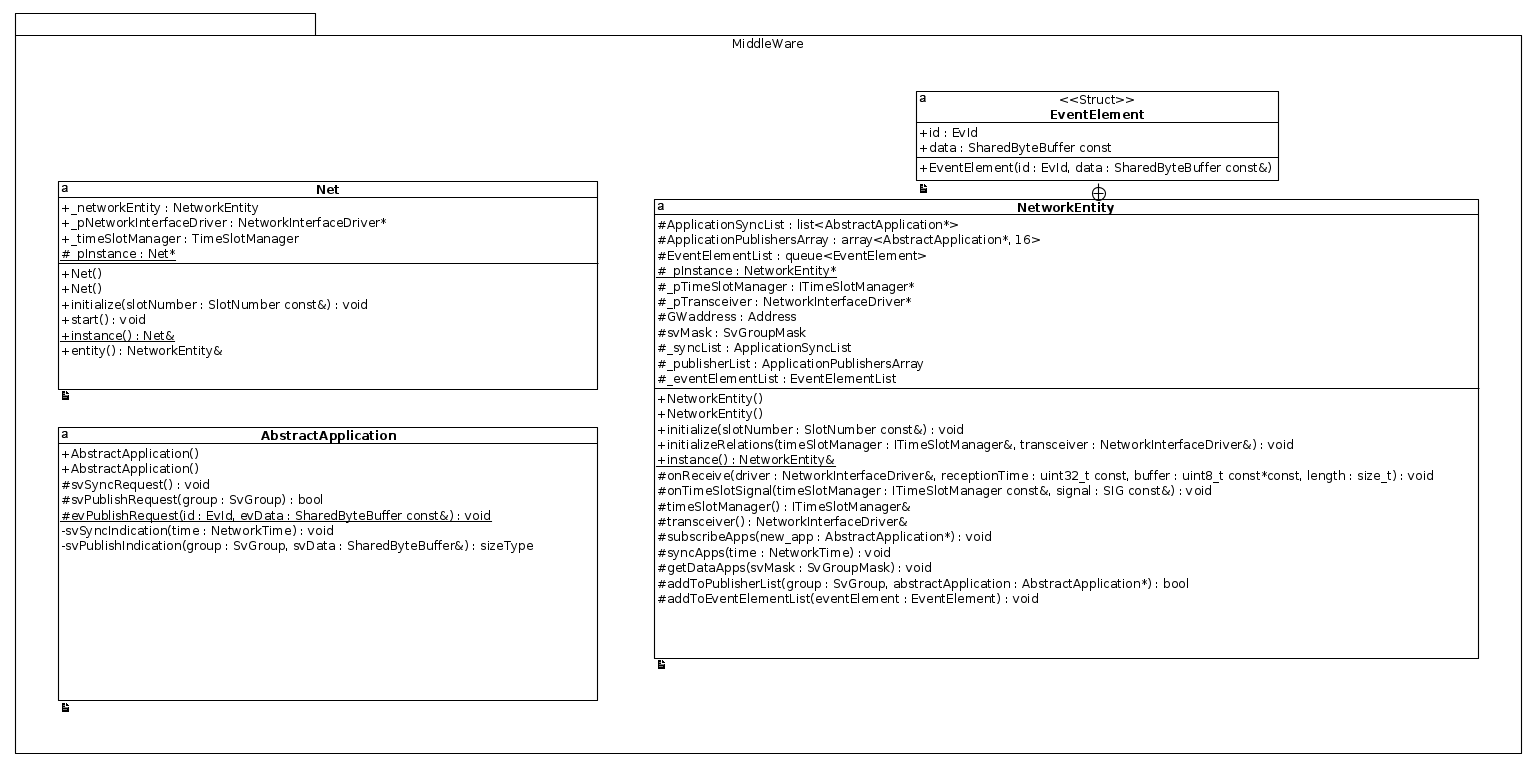 MiddleWare
a
<<Struct>>
EventElement
+id : EvId
+data : SharedByteBuffer const
+EventElement(id : EvId, data : SharedByteBuffer const&)
a
Net
+_networkEntity : NetworkEntity
+_pNetworkInterfaceDriver : NetworkInterfaceDriver*
+_timeSlotManager : TimeSlotManager
#_pInstance : Net*
+Net()
+Net()
+initialize(slotNumber : SlotNumber const&) : void
+start() : void
+instance() : Net&
+entity() : NetworkEntity&
a
AbstractApplication
+AbstractApplication()
+AbstractApplication()
#svSyncRequest() : void
#svPublishRequest(group : SvGroup) : bool
#evPublishRequest(id : EvId, evData : SharedByteBuffer const&) : void
-svSyncIndication(time : NetworkTime) : void
-svPublishIndication(group : SvGroup, svData : SharedByteBuffer&) : sizeType
a
NetworkEntity
#ApplicationSyncList : list<AbstractApplication*>
#ApplicationPublishersArray : array<AbstractApplication*, 16>
#EventElementList : queue<EventElement>
#_pInstance : NetworkEntity*
#_pTimeSlotManager : ITimeSlotManager*
#_pTransceiver : NetworkInterfaceDriver*
#GWaddress : Address
#svMask : SvGroupMask
#_syncList : ApplicationSyncList
#_publisherList : ApplicationPublishersArray
#_eventElementList : EventElementList
+NetworkEntity()
+NetworkEntity()
+initialize(slotNumber : SlotNumber const&) : void
+initializeRelations(timeSlotManager : ITimeSlotManager&, transceiver : NetworkInterfaceDriver&) : void
+instance() : NetworkEntity&
#onReceive(driver : NetworkInterfaceDriver&, receptionTime : uint32_t const, buffer : uint8_t const*const, length : size_t) : void
#onTimeSlotSignal(timeSlotManager : ITimeSlotManager const&, signal : SIG const&) : void
#timeSlotManager() : ITimeSlotManager&
#transceiver() : NetworkInterfaceDriver&
#subscribeApps(new_app : AbstractApplication*) : void
#syncApps(time : NetworkTime) : void
#getDataApps(svMask : SvGroupMask) : void
#addToPublisherList(group : SvGroup, abstractApplication : AbstractApplication*) : bool
#addToEventElementList(eventElement : EventElement) : void